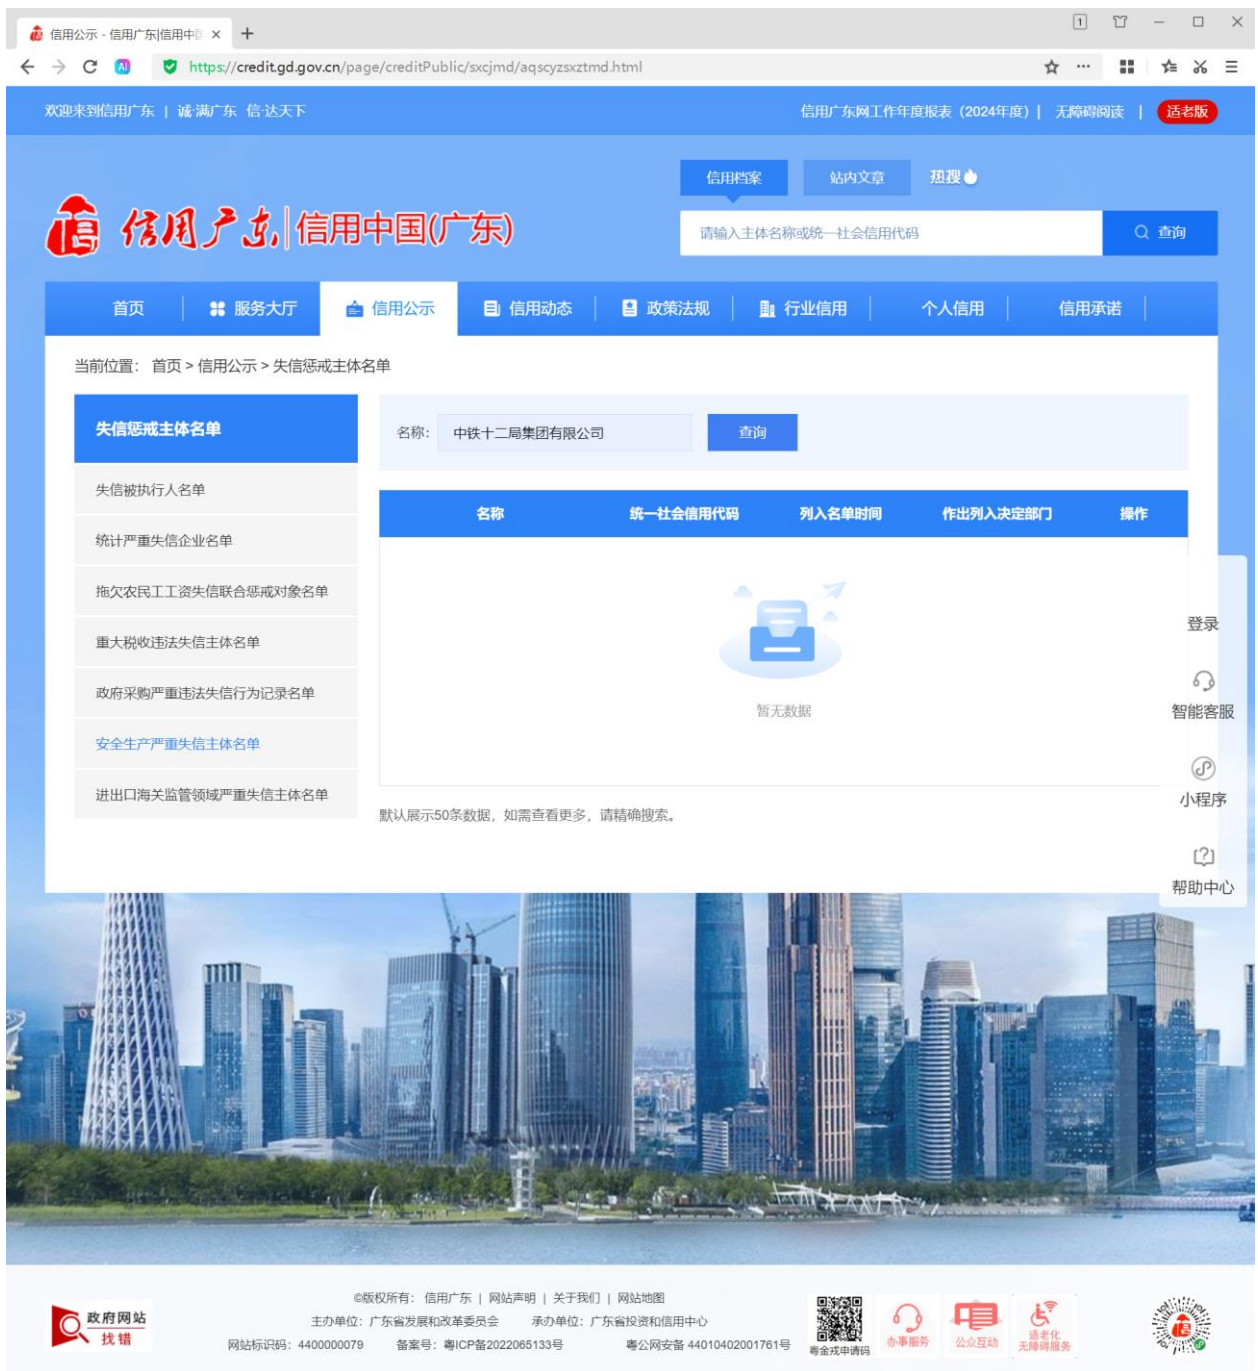 信用公示 - 信用广东|信用中国
1
https://credit.gd.gov.cn/page/creditPublic/sxcjmd/aqscyzsxztmd.html
欢迎来到信用广东 | 诚·满广东 信·达天下
信用广东网工作年度报表（2024年度）| 无障碍阅读 | 适老版
信用档案 站内文章 热搜
信用广东 信用中国(广东)
请输入主体名称或统一社会信用代码 查询
首页 服务大厅 信用公示 信用动态 政策法规 行业信用 个人信用 信用承诺
当前位置： 首页 > 信用公示 > 失信惩戒主体名单
失信惩戒主体名单
名称： 中铁十二局集团有限公司 查询
失信被执行人名单
统计严重失信企业名单
拖欠农民工工资失信联合惩戒对象名单
重大税收违法失信主体名单
政府采购严重违法失信行为记录名单
安全生产严重失信主体名单
进出口海关监管领域严重失信主体名单
名称 统一社会信用代码 列入名单时间 作出列入决定部门 操作
暂无数据
默认展示50条数据，如需查看更多，请精确搜索。
登录
智能客服
小程序
帮助中心
政府网站
找错
©版权所有： 信用广东 | 网站声明 | 关于我们 | 网站地图
主办单位：广东省发展和改革委员会 承办单位：广东省投资和信用中心
网站标识码：4400000079 备案号：粤ICP备2022065133号 粤公网安备 44010402001761号
粤金戎申请码
办事服务
公众互动
适老化
无障碍服务